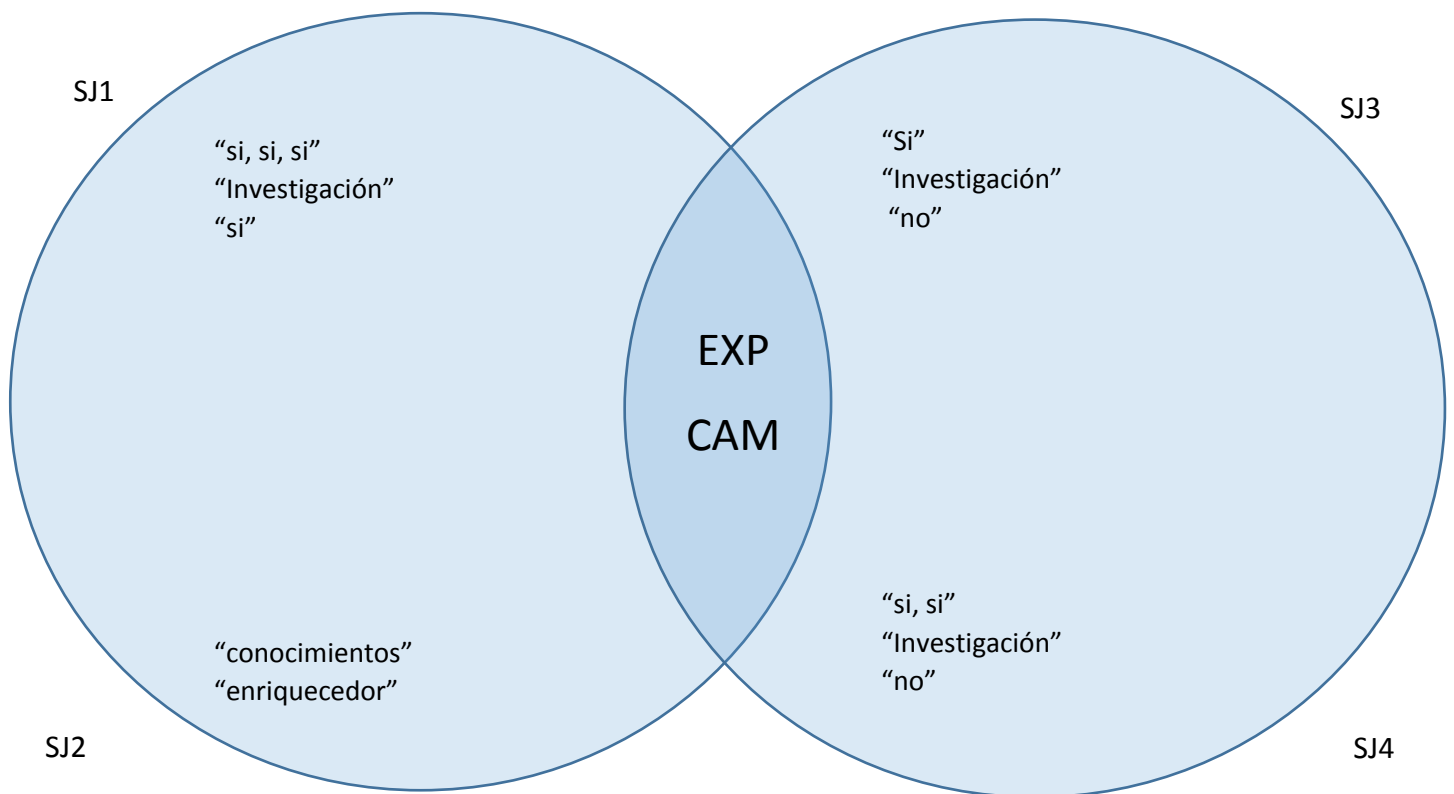 SJ1
“si, si, si”
“Investigación”
“si”
SJ3
“Si”
“Investigación”
“no”
EXP
CAM
“conocimientos”
“enriquecedor”
SJ2
“si, si”
“Investigación”
“no”
SJ4